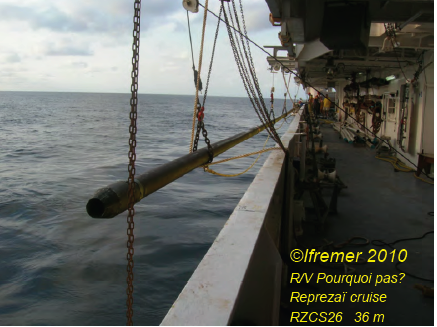 ©Ifremer 2010
R/V Pourquoi pas?
Reprezaï cruise
RZCS26 36 m